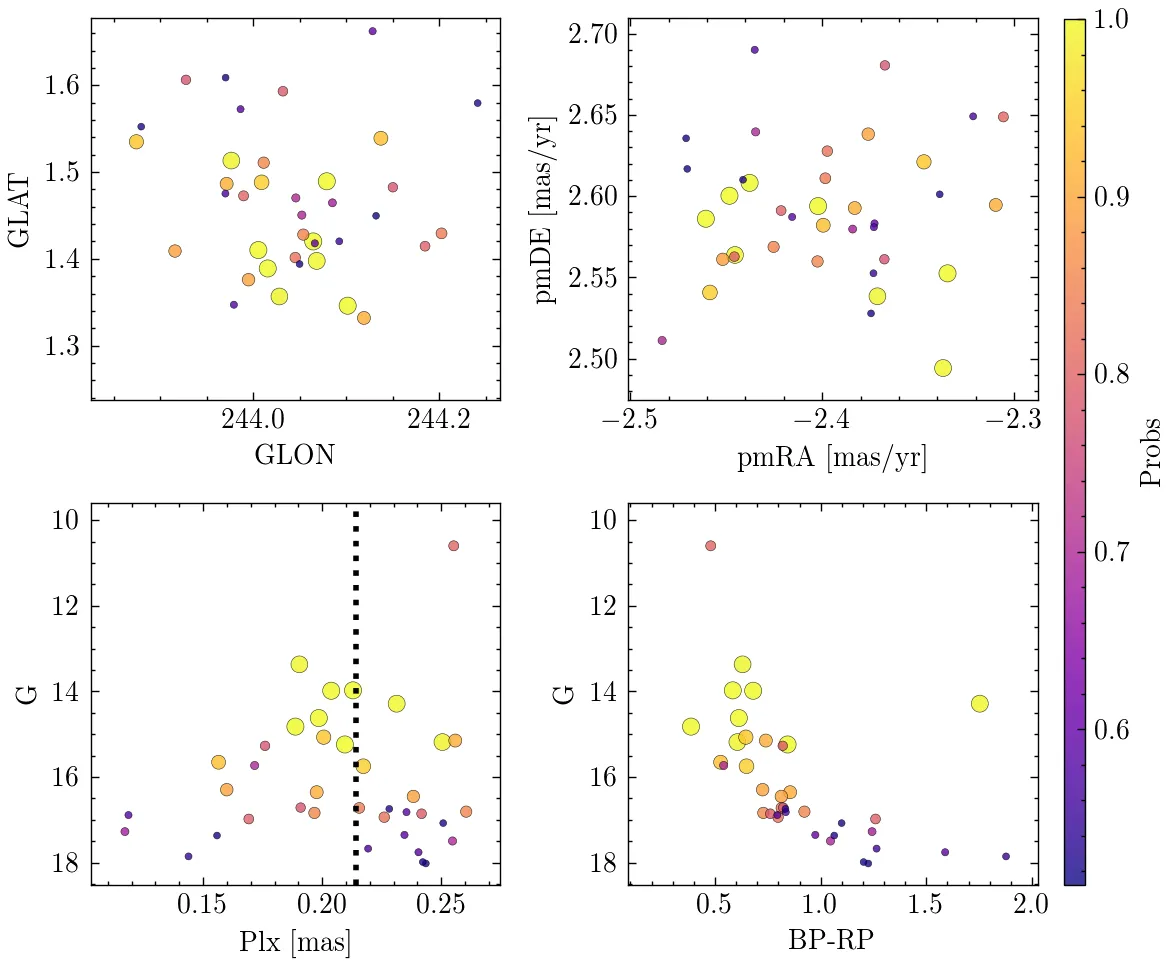 1.6
1.5
1.4
1.3
GLAT
244.0 244.2
GLON
2.70
2.65
2.60
2.55
2.50
pmDE [mas/yr]
−2.5 −2.4 −2.3
pmRA [mas/yr]
1.0
0.9
0.8
0.7
0.6
Probs
10
12
14
16
18
G
0.15 0.20 0.25
Plx [mas]
10
12
14
16
18
G
0.5 1.0 1.5 2.0
BP-RP